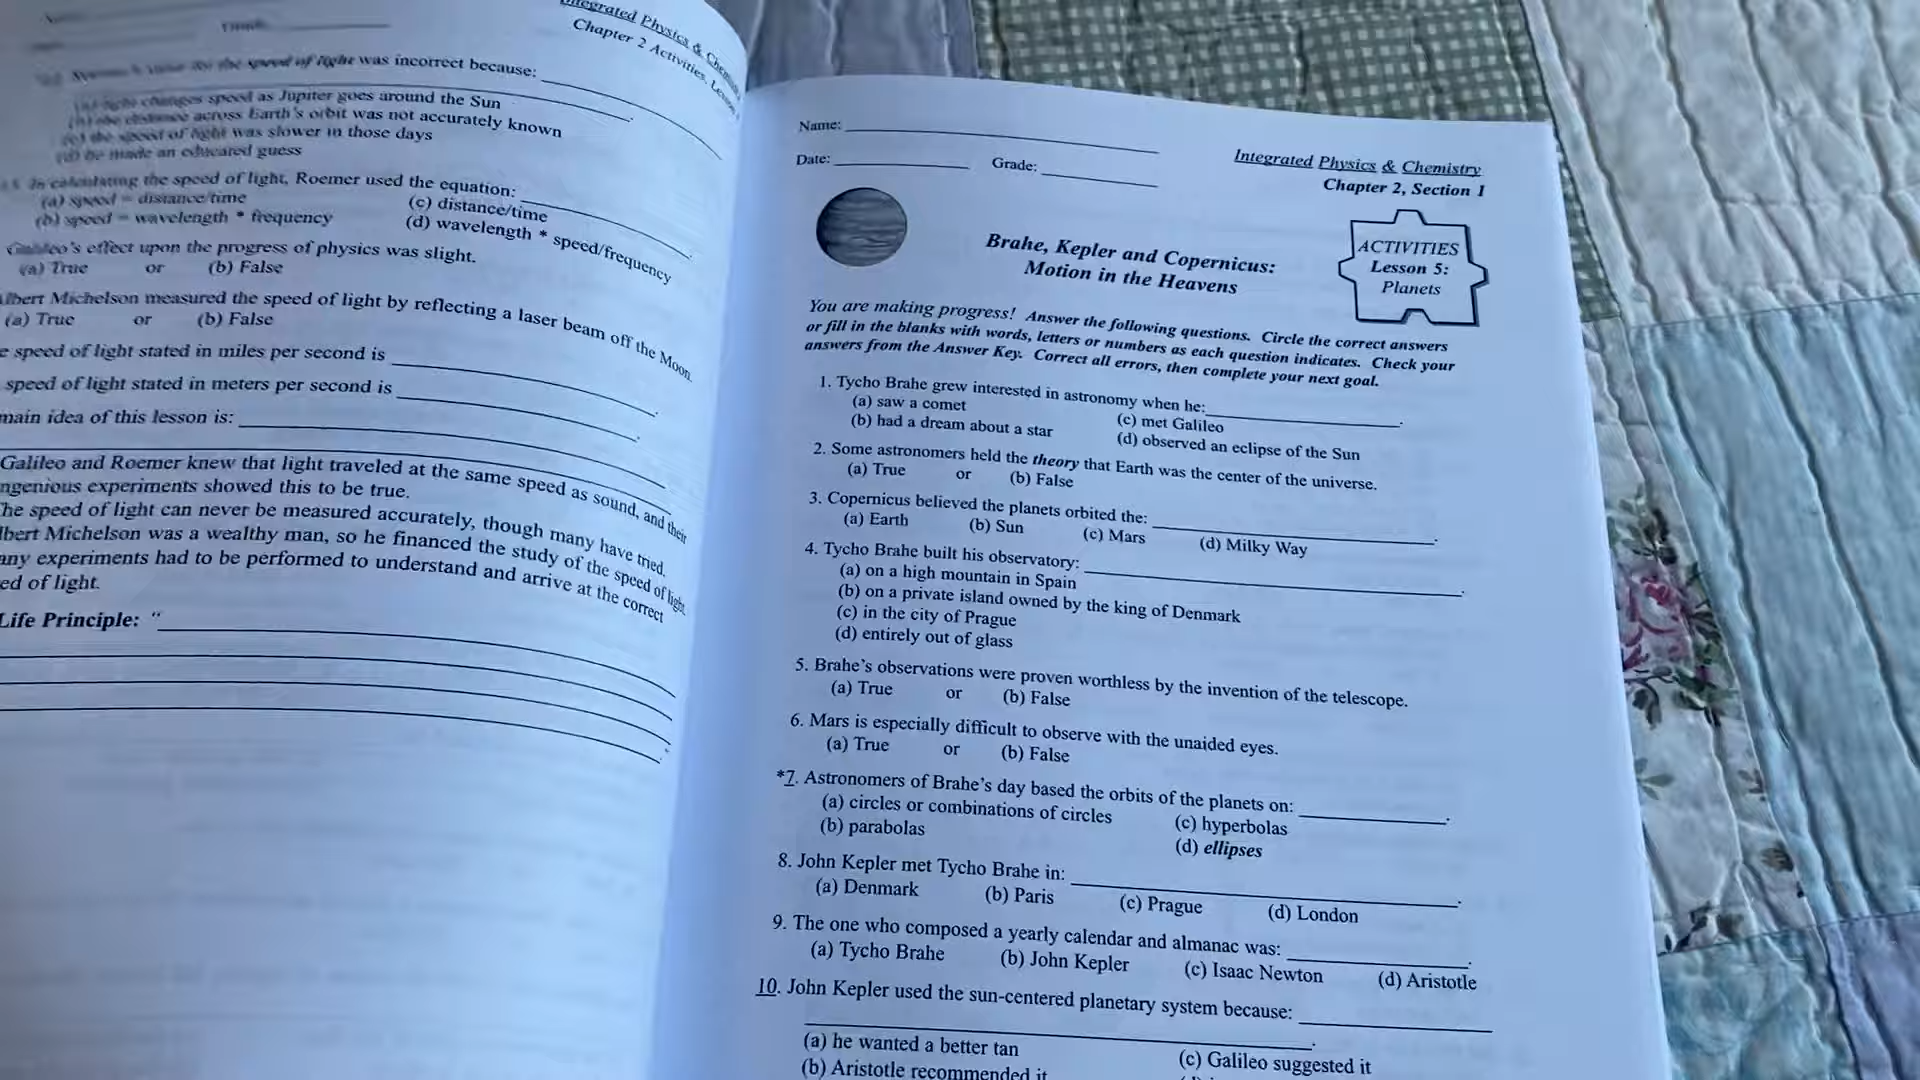 Integrated Physics & Chemistry
Chapter 2 Activities, Lesson
speed of light was incorrect because:
light changes speed as Jupiter goes around the Sun
the distance across Earth's orbit was not accurately known
(c) the speed of light was slower in those days
(d) he made an educated guess
In calculating the speed of light, Roemer used the equation:
(a) speed = distance/time
(c) distance/time
(b) speed = wavelength * frequency
(d) wavelength * speed/frequency
Galileo's effect upon the progress of physics was slight.
(a) True or (b) False
Albert Michelson measured the speed of light by reflecting a laser beam off the Moon.
(a) True or (b) False
e speed of light stated in miles per second is
speed of light stated in meters per second is
main idea of this lesson is:
Galileo and Roemer knew that light traveled at the same speed as sound, and their
ngenious experiments showed this to be true.
he speed of light can never be measured accurately, though many have tried.
lbert Michelson was a wealthy man, so he financed the study of the speed of light.
any experiments had to be performed to understand and arrive at the correct
ed of light.
Life Principle: "
Name:
Date: Grade:
Integrated Physics & Chemistry
Chapter 2, Section 1
Brahe, Kepler and Copernicus:
Motion in the Heavens
ACTIVITIES
Lesson 5:
Planets
You are making progress! Answer the following questions. Circle the correct answers
or fill in the blanks with words, letters or numbers as each question indicates. Check your
answers from the Answer Key. Correct all errors, then complete your next goal.
1. Tycho Brahe grew interested in astronomy when he: .
(a) saw a comet (c) met Galileo
(b) had a dream about a star (d) observed an eclipse of the Sun
2. Some astronomers held the theory that Earth was the center of the universe.
(a) True or (b) False
3. Copernicus believed the planets orbited the: .
(a) Earth (b) Sun (c) Mars (d) Milky Way
4. Tycho Brahe built his observatory: .
(a) on a high mountain in Spain
(b) on a private island owned by the king of Denmark
(c) in the city of Prague
(d) entirely out of glass
5. Brahe's observations were proven worthless by the invention of the telescope.
(a) True or (b) False
6. Mars is especially difficult to observe with the unaided eyes.
(a) True or (b) False
*7. Astronomers of Brahe's day based the orbits of the planets on: .
(a) circles or combinations of circles (c) hyperbolas
(b) parabolas (d) ellipses
8. John Kepler met Tycho Brahe in: .
(a) Denmark (b) Paris (c) Prague (d) London
9. The one who composed a yearly calendar and almanac was: .
(a) Tycho Brahe (b) John Kepler (c) Isaac Newton (d) Aristotle
10. John Kepler used the sun-centered planetary system because:
.
(a) he wanted a better tan (c) Galileo suggested it
(b) Aristotle recommended it